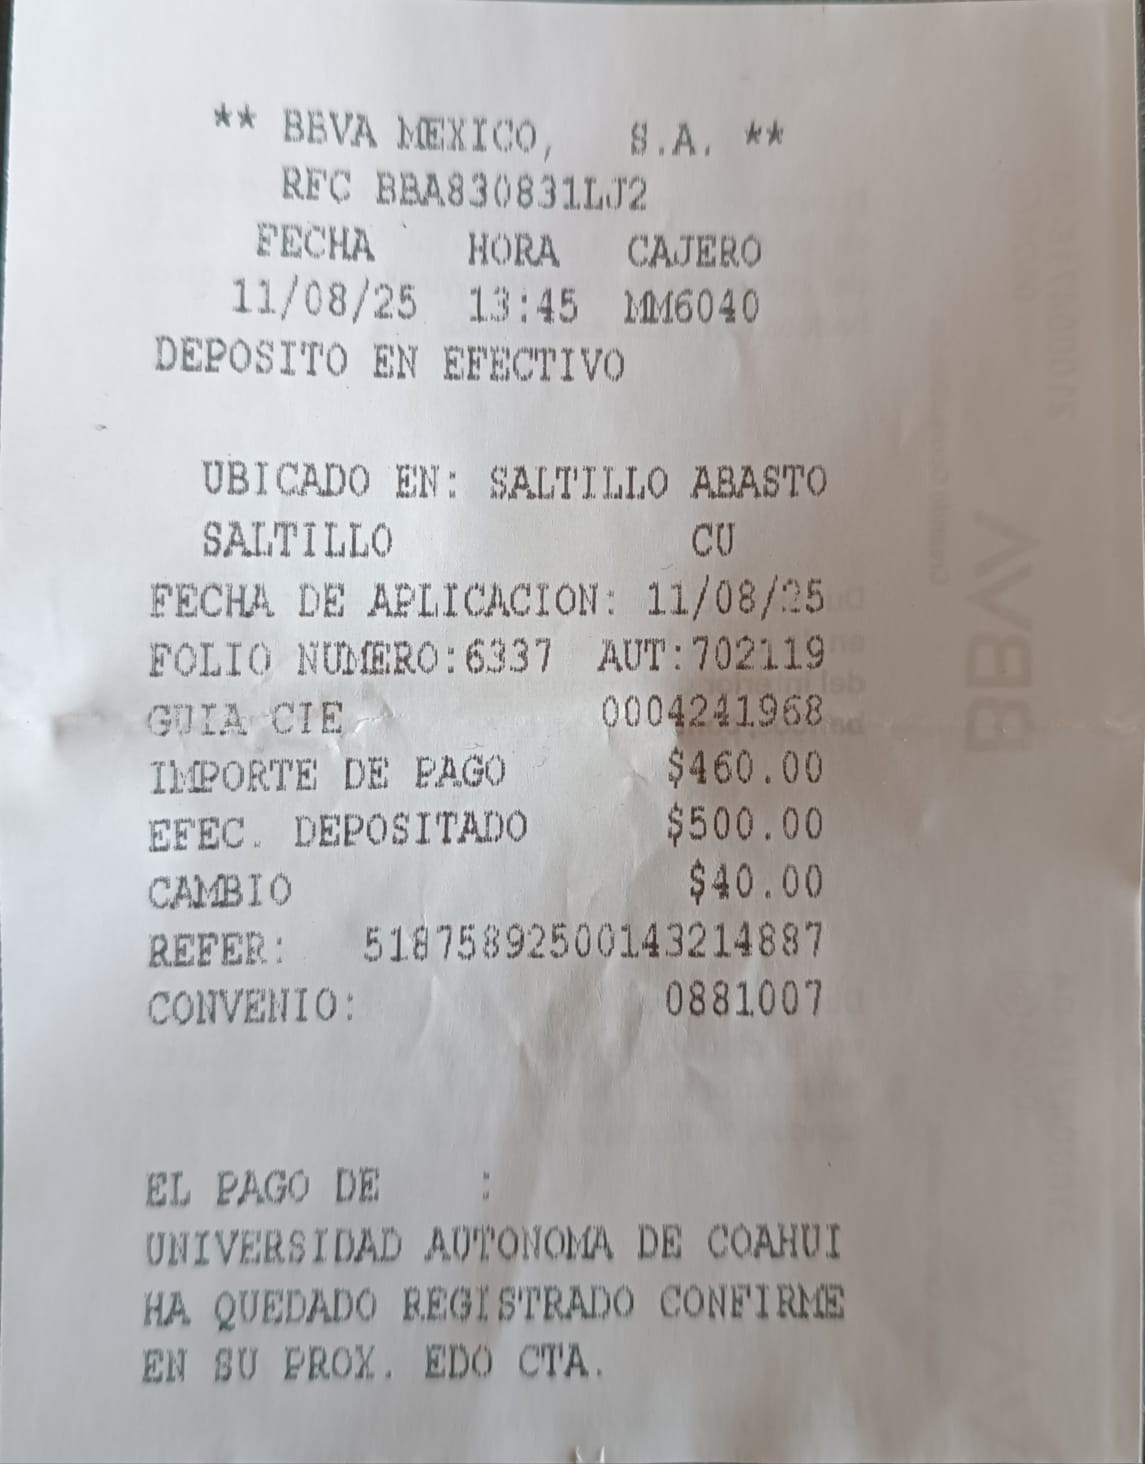 ** BBVA MEXICO, S.A. **
RFC BBA830831LJ2
FECHA HORA CAJERO
11/08/25 13:45 MM6040
DEPOSITO EN EFECTIVO
UBICADO EN: SALTILLO ABASTO
SALTILLO CU
FECHA DE APLICACION: 11/08/25
FOLIO NUMERO:6337 AUT:702119
GUIA CIE 0004241968
IMPORTE DE PAGO $460.00
EFEC. DEPOSITADO $500.00
CAMBIO $40.00
REFER: 51875892500143214887
CONVENIO: 0881007
EL PAGO DE :
UNIVERSIDAD AUTONOMA DE COAHUI
HA QUEDADO REGISTRADO CONFIRME
EN SU PROX. EDO CTA.
BBVA